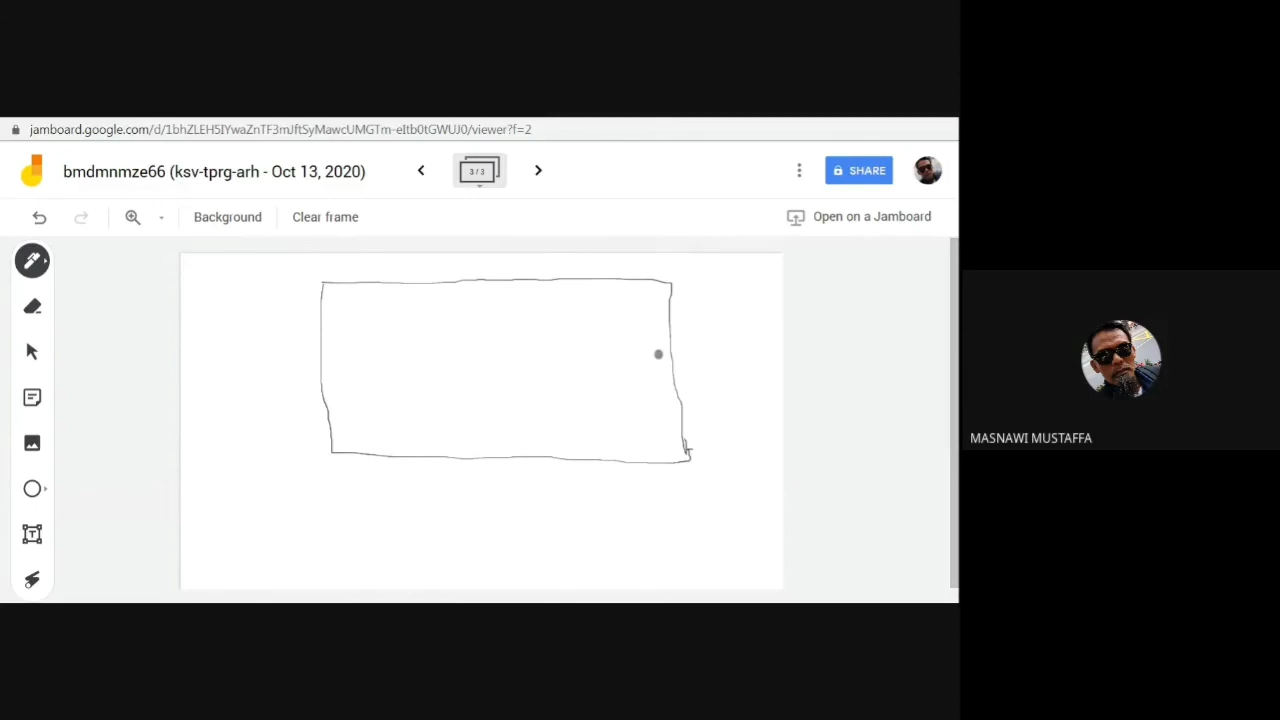 jamboard.google.com/d/1bhZLEH5IYwaZnTF3mJftSyMawcUMGTm-eItb0tGWUJ0/viewer?f=2
bmdmnmze66 (ksv-tprg-arh - Oct 13, 2020)
3 / 3
SHARE
Background
Clear frame
Open on a Jamboard
MASNAWI MUSTAFFA